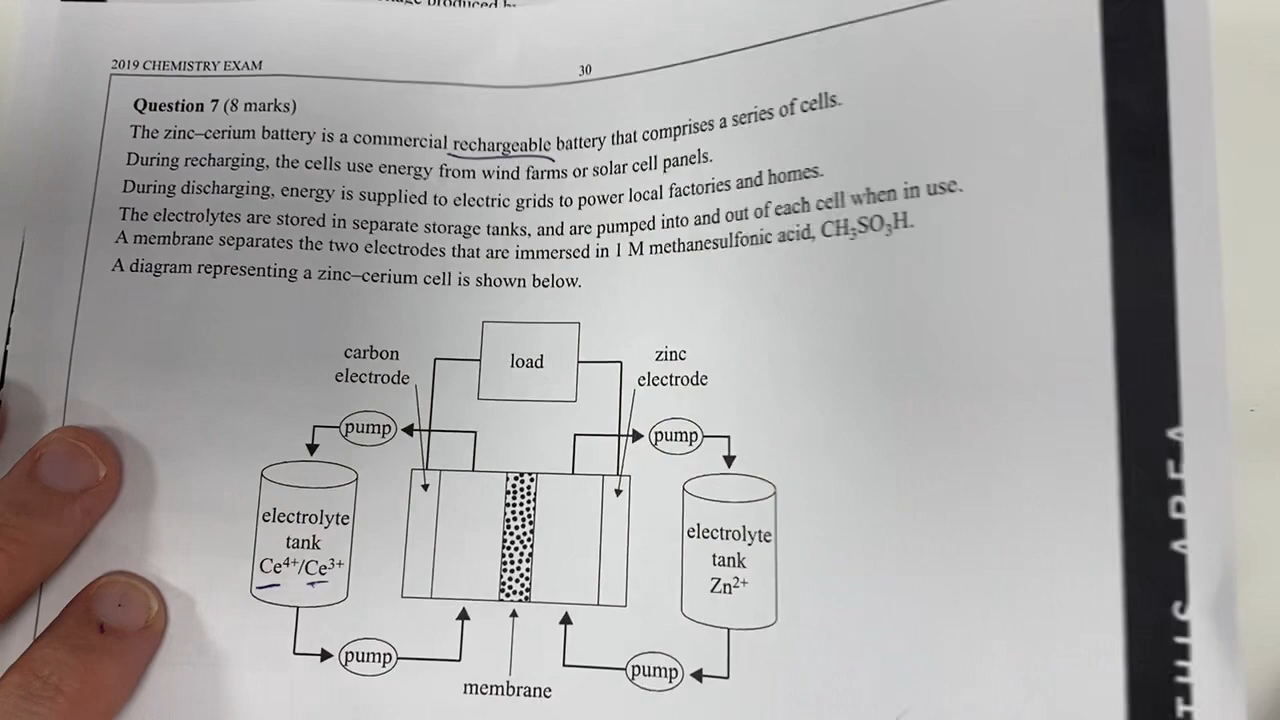 2019 CHEMISTRY EXAM
30
Question 7 (8 marks)
The zinc–cerium battery is a commercial rechargeable battery that comprises a series of cells.
During recharging, the cells use energy from wind farms or solar cell panels.
During discharging, energy is supplied to electric grids to power local factories and homes.
The electrolytes are stored in separate storage tanks, and are pumped into and out of each cell when in use.
A membrane separates the two electrodes that are immersed in 1 M methanesulfonic acid, CH₃SO₃H.
A diagram representing a zinc–cerium cell is shown below.
carbon
electrode
load
zinc
electrode
pump
pump
electrolyte
tank
Ce⁴⁺/Ce³⁺
electrolyte
tank
Zn²⁺
pump
pump
membrane
THIS AREA